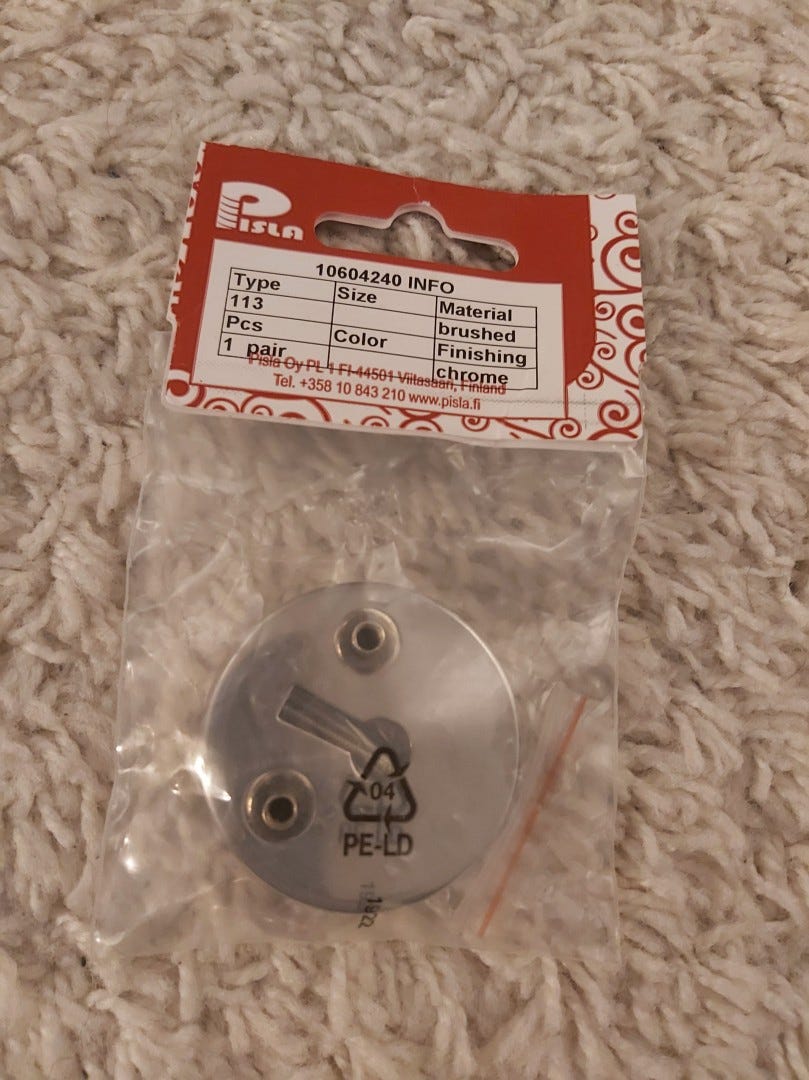 PISLA
10604240 INFO
Type Size Material
113 brushed
Pcs Color Finishing
1 pair chrome
Pisla Oy PL 1 FI-44501 Viitasaari, Finland
Tel. +358 10 843 210 www.pisla.fi
04
PE-LD